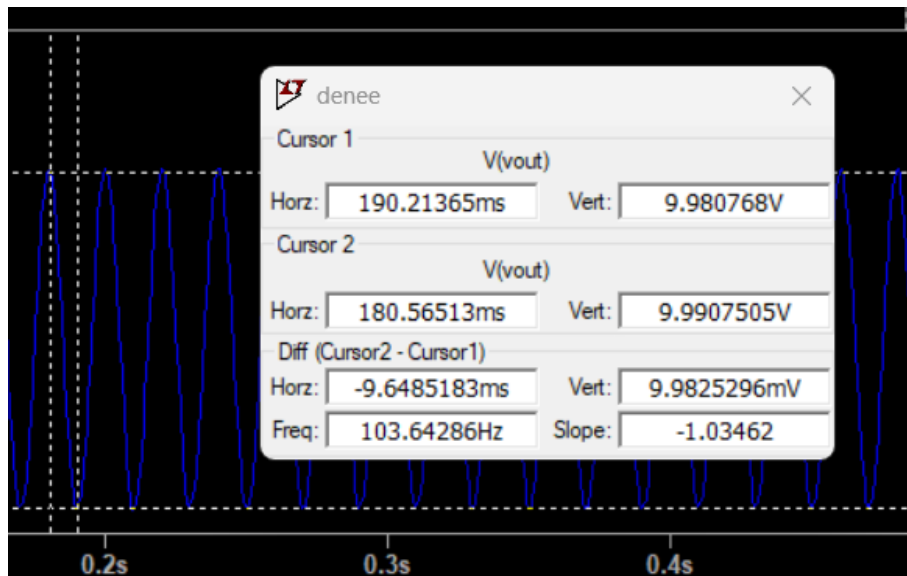 denee
Cursor 1
V(vout)
Horz: 190.21365ms Vert: 9.980768V
Cursor 2
V(vout)
Horz: 180.56513ms Vert: 9.9907505V
Diff (Cursor2 - Cursor1)
Horz: -9.6485183ms Vert: 9.9825296mV
Freq: 103.64286Hz Slope: -1.03462
0.2s 0.3s 0.4s